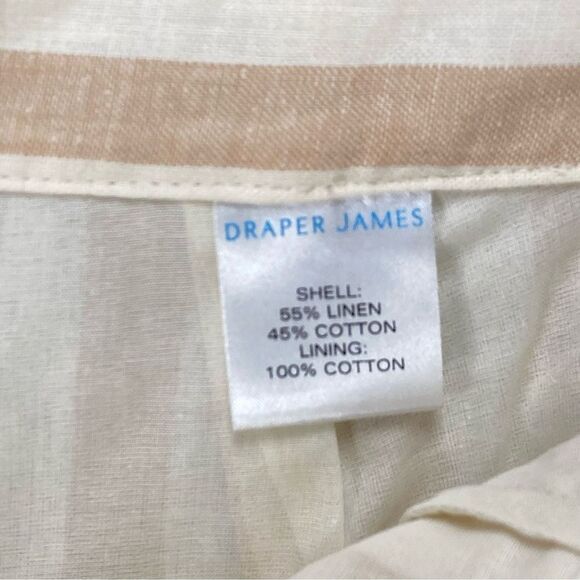 DRAPER JAMES
SHELL:
55% LINEN
45% COTTON
LINING:
100% COTTON